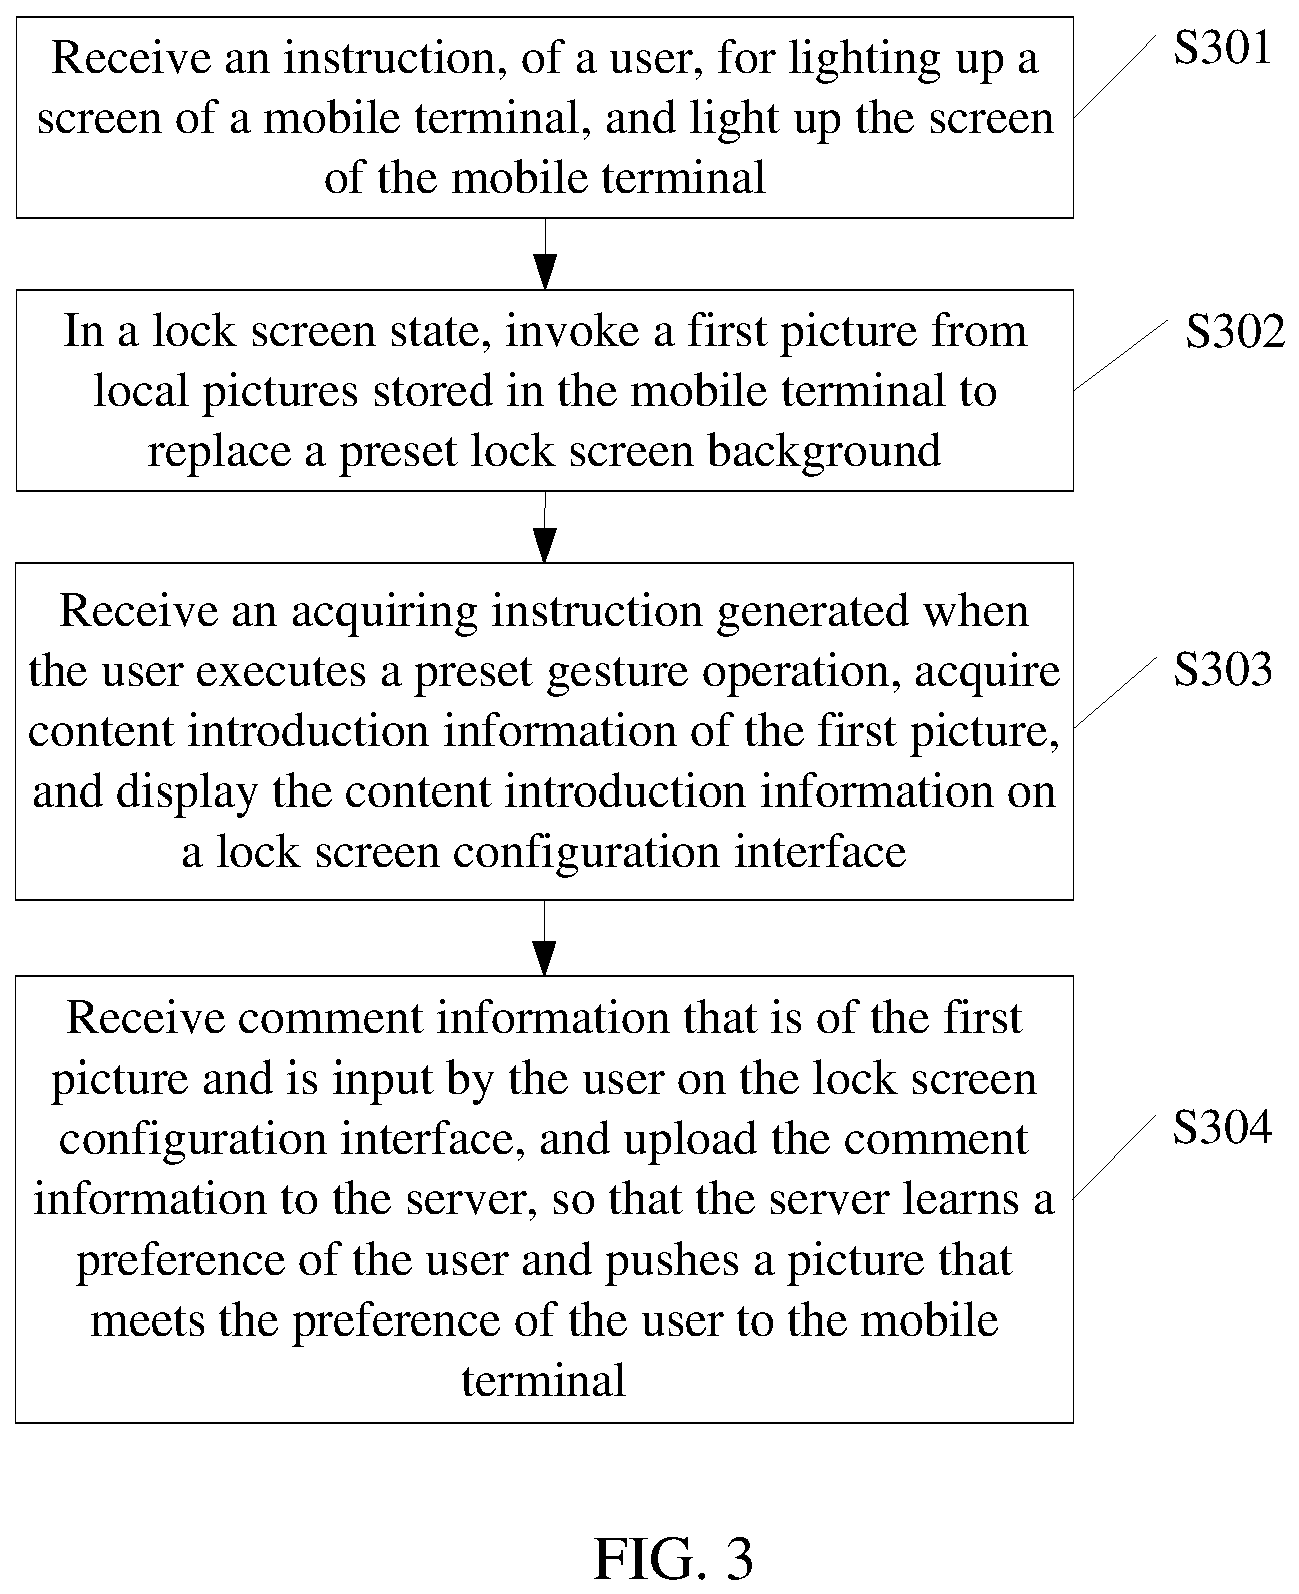 Receive an instruction, of a user, for lighting up a
screen of a mobile terminal, and light up the screen
of the mobile terminal
S301
In a lock screen state, invoke a first picture from
local pictures stored in the mobile terminal to
replace a preset lock screen background
S302
Receive an acquiring instruction generated when
the user executes a preset gesture operation, acquire
content introduction information of the first picture,
and display the content introduction information on
a lock screen configuration interface
S303
Receive comment information that is of the first
picture and is input by the user on the lock screen
configuration interface, and upload the comment
information to the server, so that the server learns a
preference of the user and pushes a picture that
meets the preference of the user to the mobile
terminal
S304
FIG. 3